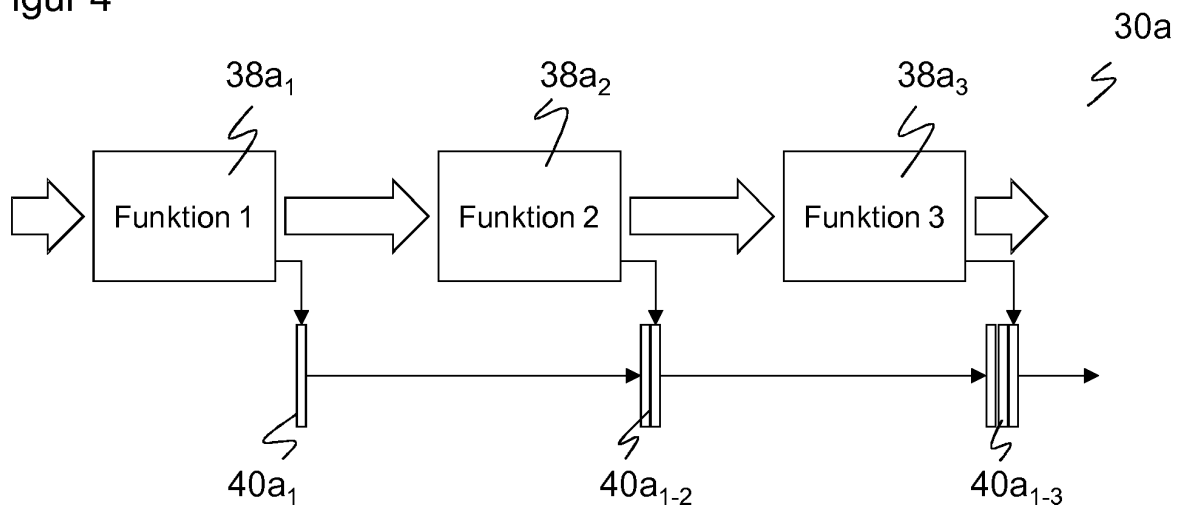 igur 4
30a
38a₁
38a₂
38a₃
Funktion 1
Funktion 2
Funktion 3
40a₁
40a₁₋₂
40a₁₋₃